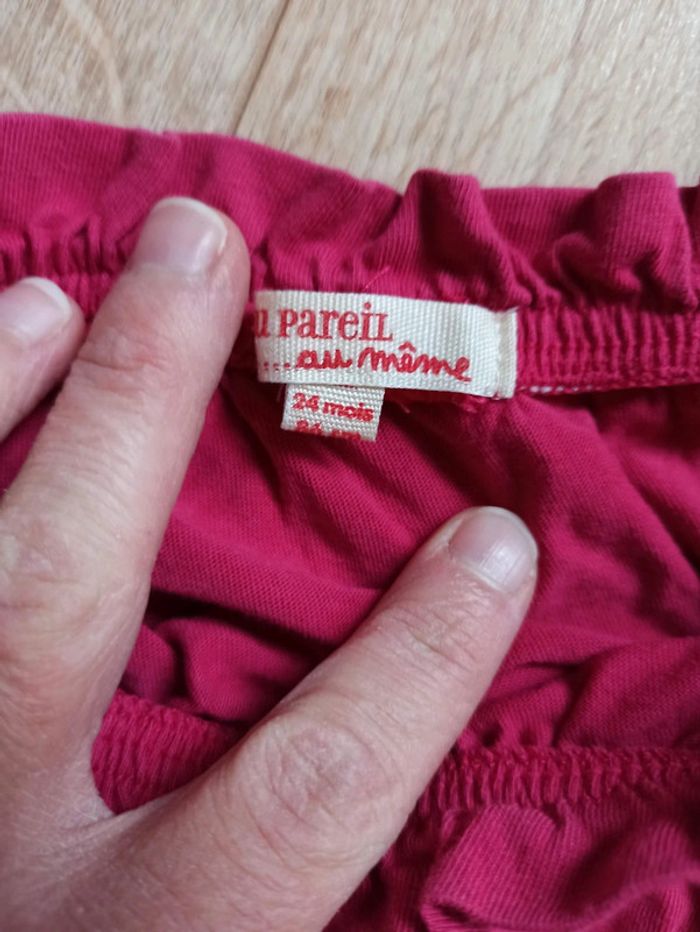 Pareil
.....au même
24 mois